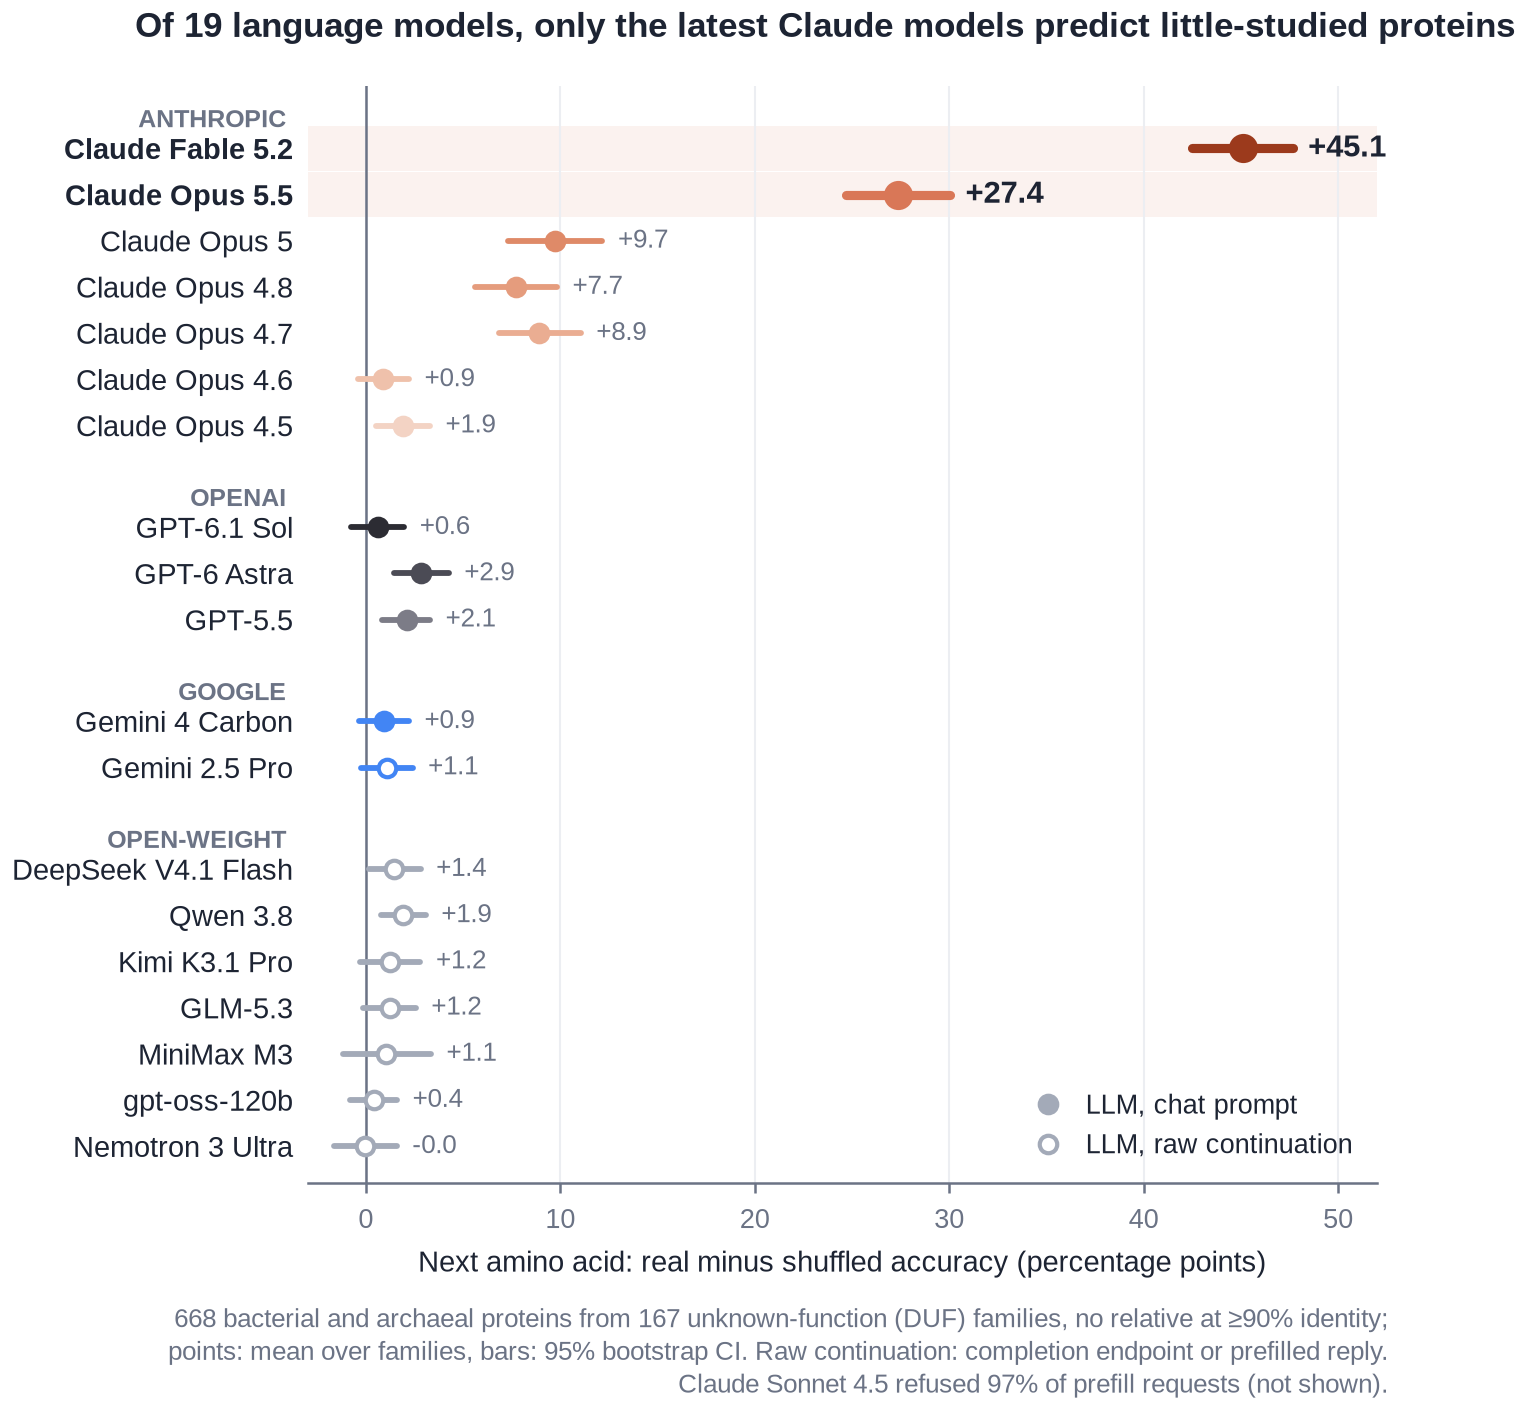 Of 19 language models, only the latest Claude models predict little-studied proteins
ANTHROPIC
Claude Fable 5.2 +45.1
Claude Opus 5.5 +27.4
Claude Opus 5 +9.7
Claude Opus 4.8 +7.7
Claude Opus 4.7 +8.9
Claude Opus 4.6 +0.9
Claude Opus 4.5 +1.9
OPENAI
GPT-6.1 Sol +0.6
GPT-6 Astra +2.9
GPT-5.5 +2.1
GOOGLE
Gemini 4 Carbon +0.9
Gemini 2.5 Pro +1.1
OPEN-WEIGHT
DeepSeek V4.1 Flash +1.4
Qwen 3.8 +1.9
Kimi K3.1 Pro +1.2
GLM-5.3 +1.2
MiniMax M3 +1.1
gpt-oss-120b +0.4
Nemotron 3 Ultra -0.0
LLM, chat prompt
LLM, raw continuation
0 10 20 30 40 50
Next amino acid: real minus shuffled accuracy (percentage points)
668 bacterial and archaeal proteins from 167 unknown-function (DUF) families, no relative at ≥90% identity;
points: mean over families, bars: 95% bootstrap CI. Raw continuation: completion endpoint or prefilled reply.
Claude Sonnet 4.5 refused 97% of prefill requests (not shown).